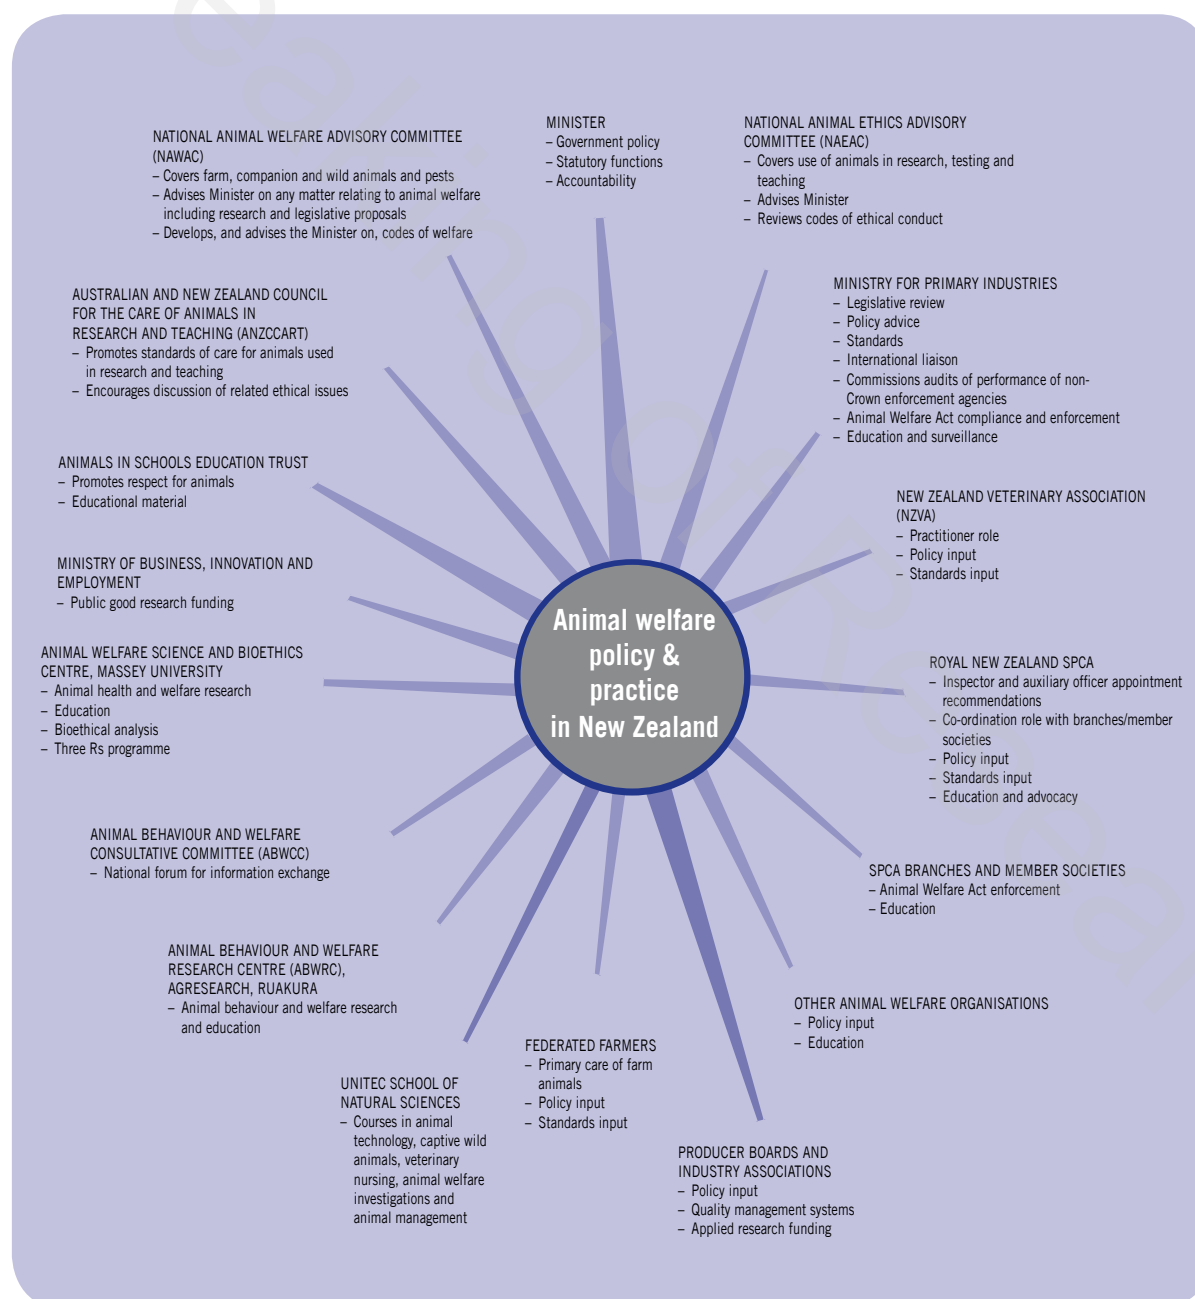 NATIONAL ANIMAL WELFARE ADVISORY COMMITTEE
(NAWAC)
– Covers farm, companion and wild animals and pests
– Advises Minister on any matter relating to animal welfare
including research and legislative proposals
– Develops, and advises the Minister on, codes of welfare
MINISTER
– Government policy
– Statutory functions
– Accountability
NATIONAL ANIMAL ETHICS ADVISORY
COMMITTEE (NAEAC)
– Covers use of animals in research, testing and
teaching
– Advises Minister
– Reviews codes of ethical conduct
AUSTRALIAN AND NEW ZEALAND COUNCIL
FOR THE CARE OF ANIMALS IN
RESEARCH AND TEACHING (ANZCCART)
– Promotes standards of care for animals used
in research and teaching
– Encourages discussion of related ethical issues
MINISTRY FOR PRIMARY INDUSTRIES
– Legislative review
– Policy advice
– Standards
– International liaison
– Commissions audits of performance of non-
Crown enforcement agencies
– Animal Welfare Act compliance and enforcement
– Education and surveillance
ANIMALS IN SCHOOLS EDUCATION TRUST
– Promotes respect for animals
– Educational material
NEW ZEALAND VETERINARY ASSOCIATION
(NZVA)
– Practitioner role
– Policy input
– Standards input
MINISTRY OF BUSINESS, INNOVATION AND
EMPLOYMENT
– Public good research funding
Animal welfare
policy &
practice
in New Zealand
ANIMAL WELFARE SCIENCE AND BIOETHICS
CENTRE, MASSEY UNIVERSITY
– Animal health and welfare research
– Education
– Bioethical analysis
– Three Rs programme
ROYAL NEW ZEALAND SPCA
– Inspector and auxiliary officer appointment
recommendations
– Co-ordination role with branches/member
societies
– Policy input
– Standards input
– Education and advocacy
ANIMAL BEHAVIOUR AND WELFARE
CONSULTATIVE COMMITTEE (ABWCC)
– National forum for information exchange
SPCA BRANCHES AND MEMBER SOCIETIES
– Animal Welfare Act enforcement
– Education
ANIMAL BEHAVIOUR AND WELFARE
RESEARCH CENTRE (ABWRC),
AGRESEARCH, RUAKURA
– Animal behaviour and welfare research
and education
OTHER ANIMAL WELFARE ORGANISATIONS
– Policy input
– Education
UNITEC SCHOOL OF
NATURAL SCIENCES
– Courses in animal
technology, captive wild
animals, veterinary
nursing, animal welfare
investigations and
animal management
FEDERATED FARMERS
– Primary care of farm
animals
– Policy input
– Standards input
PRODUCER BOARDS AND
INDUSTRY ASSOCIATIONS
– Policy input
– Quality management systems
– Applied research funding